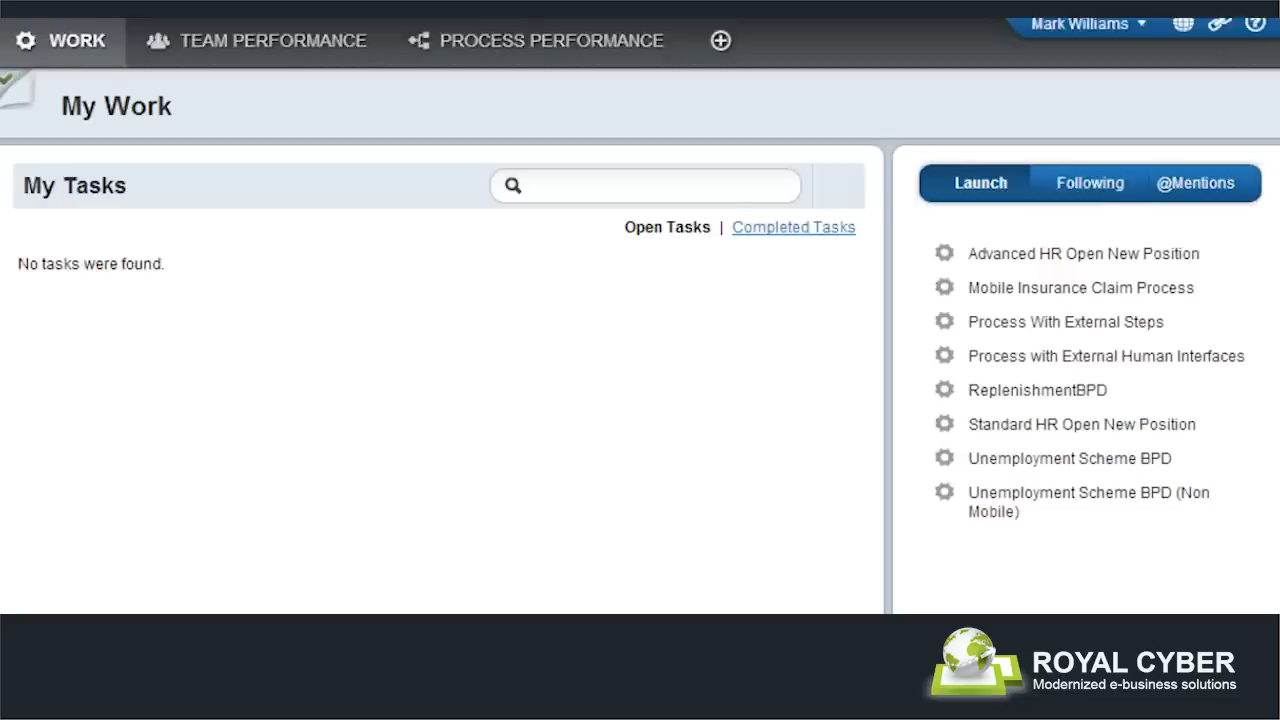 WORK TEAM PERFORMANCE PROCESS PERFORMANCE Mark Williams
My Work
My Tasks
Open Tasks | Completed Tasks
No tasks were found.
Launch Following @Mentions
Advanced HR Open New Position
Mobile Insurance Claim Process
Process With External Steps
Process with External Human Interfaces
ReplenishmentBPD
Standard HR Open New Position
Unemployment Scheme BPD
Unemployment Scheme BPD (Non
Mobile)
ROYAL CYBER
Modernized e-business solutions